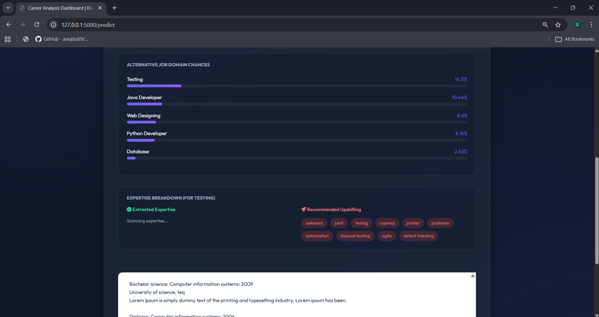 Career Analysis Dashboard | Re
127.0.0.1:5000/predict
GitHub - anujdutt9/...
All Bookmarks
ALTERNATIVE JOB DOMAIN CHANCES
Testing 16.11%
Java Developer 10.44%
Web Designing 8.6%
Python Developer 8.16%
Database 2.63%
EXPERTISE BREAKDOWN (FOR TESTING)
Extracted Expertise
Recommended Upskilling
Scanning expertise...
selenium junit testng cypress jmeter postman
automation manual testing agile defect tracking
Bachelor science: Computer information systems: 2009
University of science, teq
Lorem ipsum is simply dummy text of the printing and typesetting industry. Lorem ipsum has been.
Diploma: Computer information systems: 2006